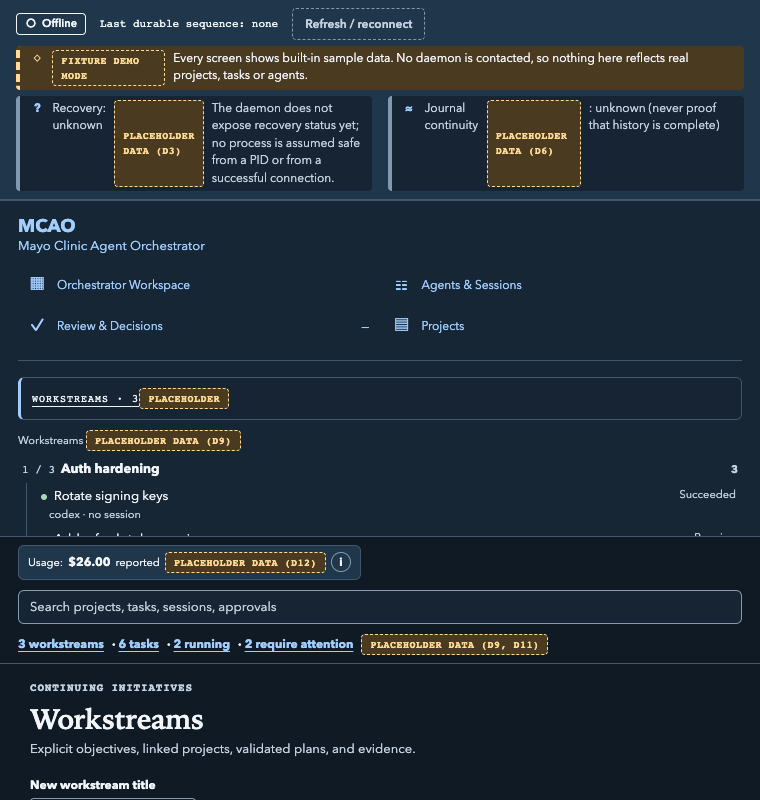 Offline Last durable sequence: none Refresh / reconnect
FIXTURE DEMO MODE
Every screen shows built-in sample data. No daemon is contacted, so nothing here reflects real
projects, tasks or agents.
? Recovery:
unknown
PLACEHOLDER
DATA (D3)
The daemon does not
expose recovery status yet;
no process is assumed safe
from a PID or from a
successful connection.
≈ Journal
continuity
PLACEHOLDER
DATA (D6)
: unknown (never proof
that history is complete)
MCAO
Mayo Clinic Agent Orchestrator
Orchestrator Workspace
Agents & Sessions
Review & Decisions —
Projects
WORKSTREAMS · 3 PLACEHOLDER
Workstreams PLACEHOLDER DATA (D9)
1 / 3 Auth hardening 3
Rotate signing keys Succeeded
codex · no session
Usage: $26.00 reported PLACEHOLDER DATA (D12) i
Search projects, tasks, sessions, approvals
3 workstreams · 6 tasks · 2 running · 2 require attention PLACEHOLDER DATA (D9, D11)
CONTINUING INITIATIVES
Workstreams
Explicit objectives, linked projects, validated plans, and evidence.
New workstream title